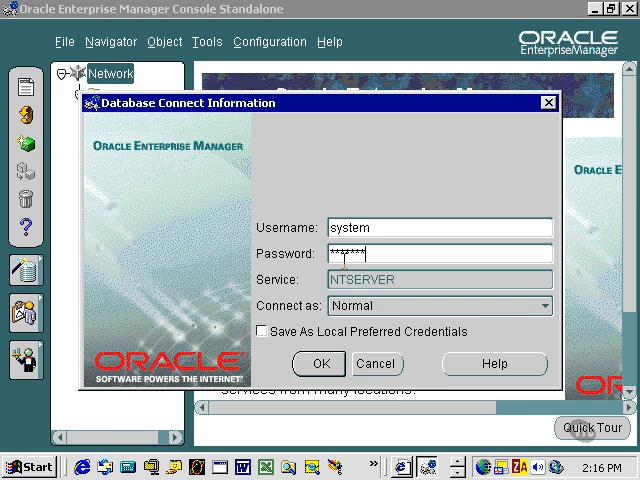 Oracle Enterprise Manager Console Standalone
File Navigator Object Tools Configuration Help
ORACLE
EnterpriseManager
Network
Database Connect Information
ORACLE ENTERPRISE MANAGER
ORACLE E
Username: system
Password: *******
Service: NTSERVER
Connect as: Normal
Save As Local Preferred Credentials
OK Cancel Help
ORACLE
SOFTWARE POWERS THE INTERNET
services from many locations.
OR
Quick Tour
Start
2:16 PM